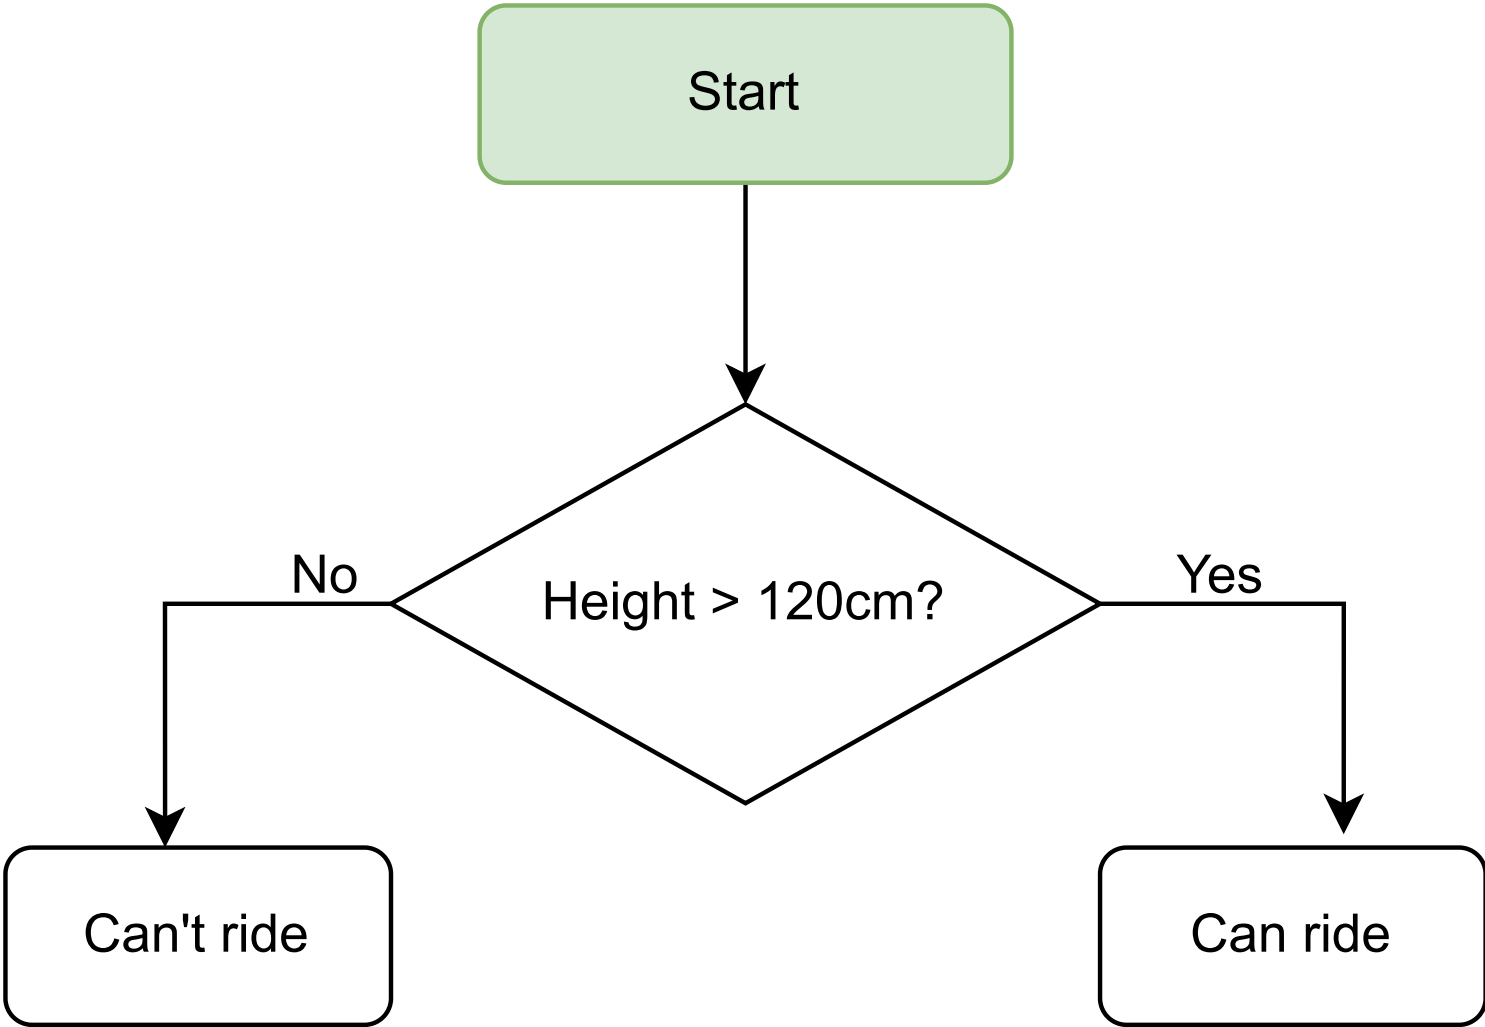 Start
Height > 120cm?
No
Yes
Can't ride
Can ride